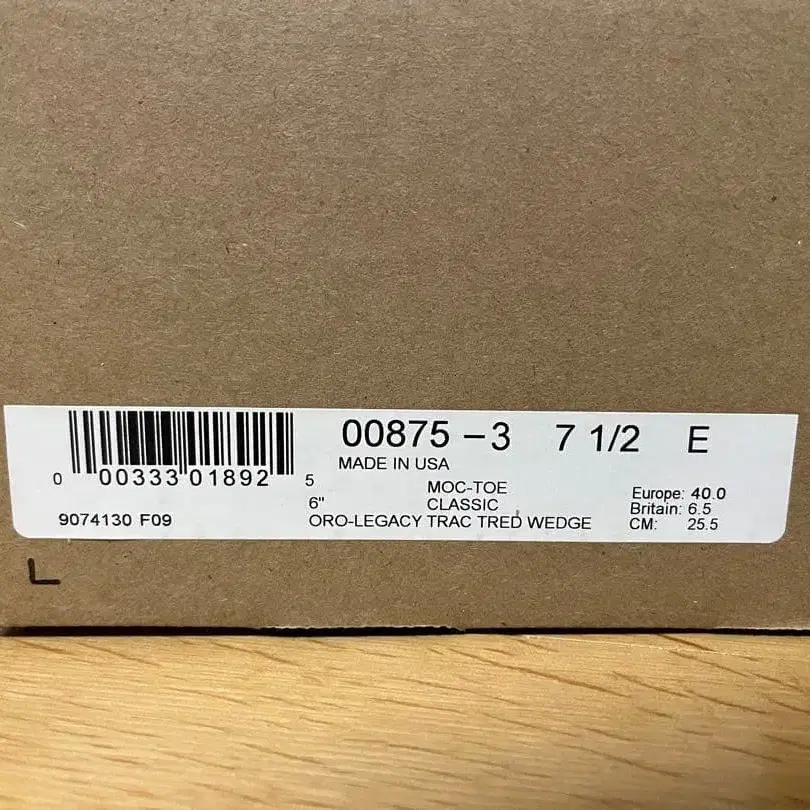 00875 – 3 7 1/2 E
MADE IN USA
0 00333 01892 5
MOC-TOE
6" CLASSIC
ORO-LEGACY TRAC TRED WEDGE
Europe: 40.0
Britain: 6.5
CM: 25.5
9074130 F09
L